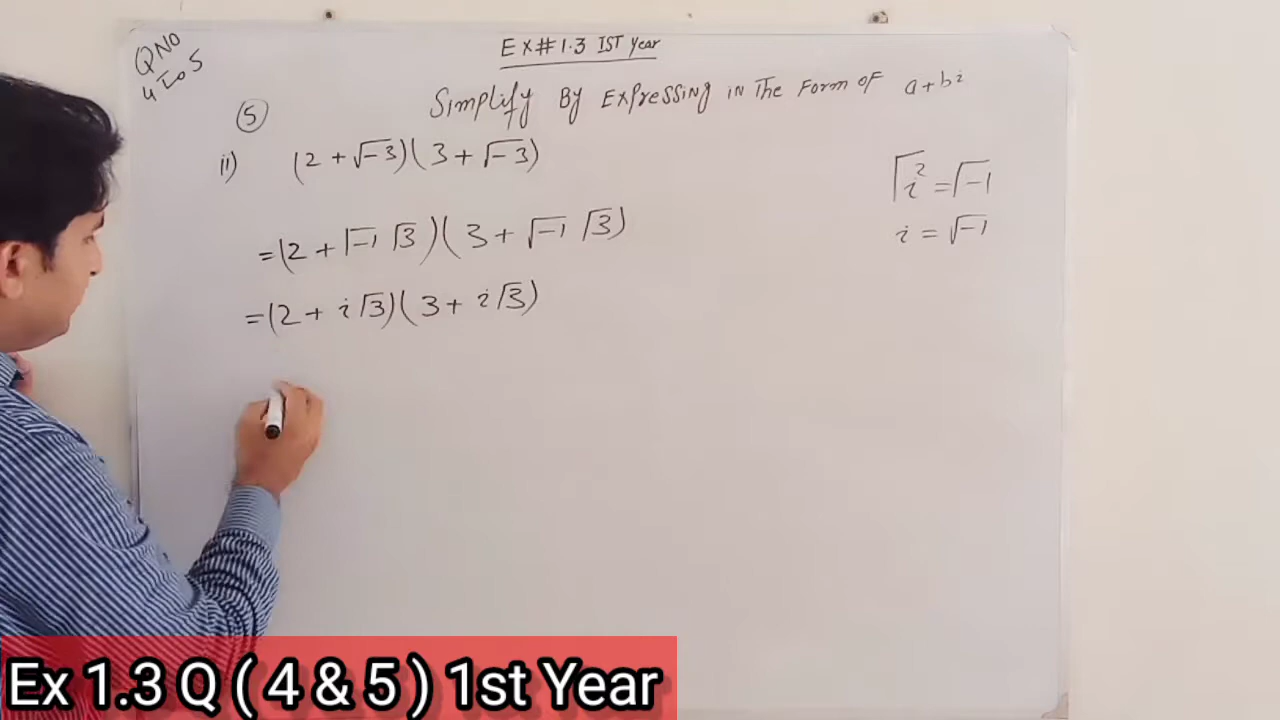 QNO
4 To 5
Ex#1.3 IST Year
Simplify By Expressing in The Form of a+bi
5
ii) (2 + √-3)(3 + √-3)
=(2 + √-1 √3)(3 + √-1 √3)
=(2 + i√3)(3 + i√3)
√i² = √-1
i = √-1
Ex 1.3 Q ( 4 & 5 ) 1st Year